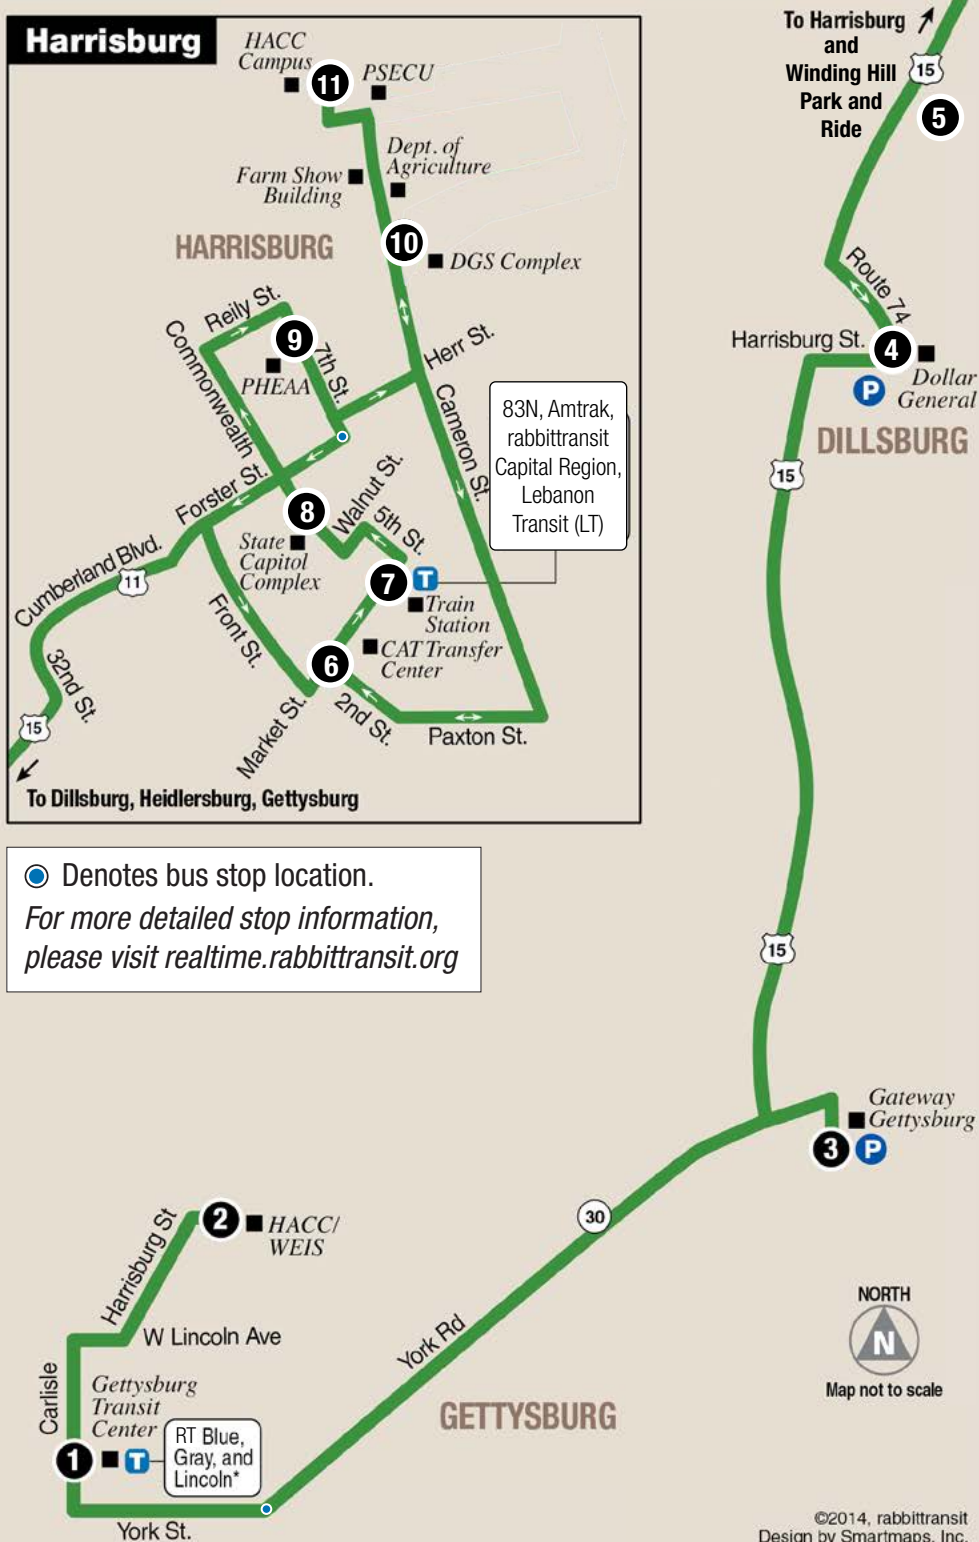 Harrisburg
HACC
Campus
11
PSECU
Dept. of
Agriculture
Farm Show
Building
HARRISBURG
10
DGS Complex
Reily St.
9
7th St.
Commonwealth
PHEAA
Herr St.
Cameron St.
83N, Amtrak,
rabbittransit
Capital Region,
Lebanon
Transit (LT)
Forster St.
8
Walnut St.
5th St.
State
Capitol
Complex
Cumberland Blvd.
11
7
T
Train
Station
Front St.
6
CAT Transfer
Center
32nd St.
15
Market St.
2nd St.
Paxton St.
To Dillsburg, Heidlersburg, Gettysburg
To Harrisburg
and
Winding Hill
Park and
Ride
15
5
Route 74
Harrisburg St.
4
P
Dollar
General
DILLSBURG
15
Denotes bus stop location.
For more detailed stop information,
please visit realtime.rabbittransit.org
15
Gateway
Gettysburg
3
P
30
2
HACC/
WEIS
Harrisburg St
W Lincoln Ave
York Rd
Carlisle
Gettysburg
Transit
Center
1
T
RT Blue,
Gray, and
Lincoln*
York St.
GETTYSBURG
NORTH
N
Map not to scale
©2014, rabbittransit
Design by Smartmaps, Inc.